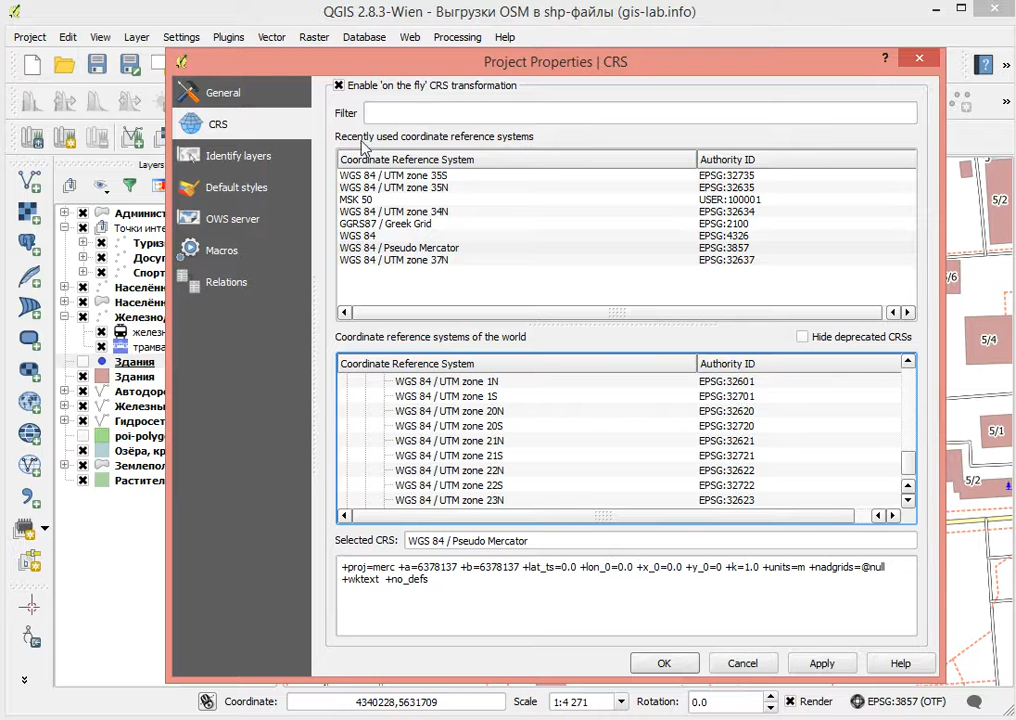 QGIS 2.8.3-Wien - Выгрузки OSM в shp-файлы (gis-lab.info)
Project Edit View Layer Settings Plugins Vector Raster Database Web Processing Help
Project Properties | CRS
General
CRS
Identify layers
Default styles
OWS server
Macros
Relations
Enable 'on the fly' CRS transformation
Filter
Recently used coordinate reference systems
Coordinate Reference System Authority ID
WGS 84 / UTM zone 35S EPSG:32735
WGS 84 / UTM zone 35N EPSG:32635
MSK 50 USER:100001
WGS 84 / UTM zone 34N EPSG:32634
GGRS87 / Greek Grid EPSG:2100
WGS 84 EPSG:4326
WGS 84 / Pseudo Mercator EPSG:3857
WGS 84 / UTM zone 37N EPSG:32637
Coordinate reference systems of the world
Hide deprecated CRSs
Coordinate Reference System Authority ID
WGS 84 / UTM zone 1N EPSG:32601
WGS 84 / UTM zone 1S EPSG:32701
WGS 84 / UTM zone 20N EPSG:32620
WGS 84 / UTM zone 20S EPSG:32720
WGS 84 / UTM zone 21N EPSG:32621
WGS 84 / UTM zone 21S EPSG:32721
WGS 84 / UTM zone 22N EPSG:32622
WGS 84 / UTM zone 22S EPSG:32722
WGS 84 / UTM zone 23N EPSG:32623
Selected CRS: WGS 84 / Pseudo Mercator
+proj=merc +a=6378137 +b=6378137 +lat_ts=0.0 +lon_0=0.0 +x_0=0.0 +y_0=0 +k=1.0 +units=m +nadgrids=@null
+wktext +no_defs
OK Cancel Apply Help
Layers
Админис
Точки инте
Тури
Досу
Спорт
Населён
Населён
Железно
желез
трамва
Здания
Здания
Автодоро
Железны
Гидросет
poi-polyg
Озёра, кр
Землепол
Растител
5/2
5/6
5/4
5/1
5/2
Coordinate: 4340228,5631709 Scale 1:4 271 Rotation: 0.0 Render EPSG:3857 (OTF)